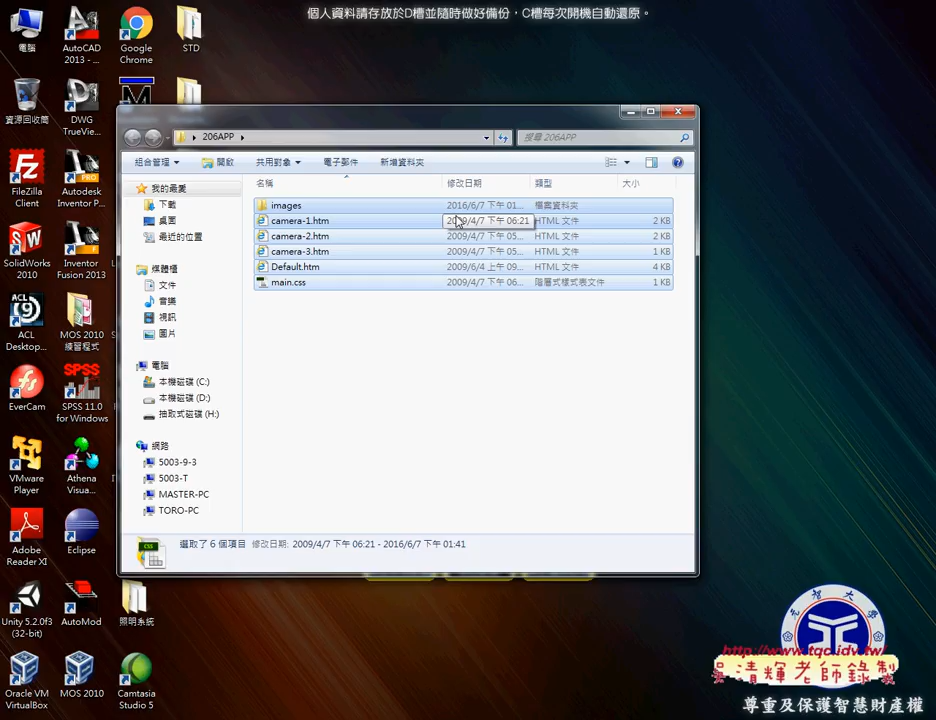 個人資料請存放於D槽並隨時做好備份，C槽每次開機自動還原。
電腦
AutoCAD 2013 - ...
Google Chrome
STD
資源回收筒
DWG TrueVie...
FileZilla Client
Autodesk Inventor P...
SolidWorks 2010
Inventor Fusion 2013
ACL Desktop...
MOS 2010 練習程式
EverCam
SPSS 11.0 for Windows
VMware Player
Athena Visua...
Adobe Reader XI
Eclipse
Unity 5.2.0f3 (32-bit)
AutoMod
照明系統
Oracle VM VirtualBox
MOS 2010
Camtasia Studio 5
206APP
搜尋 206APP
組合管理
開啟
共用對象
電子郵件
新增資料夾
名稱
修改日期
類型
大小
images
2016/6/7 下午 01...
檔案資料夾
camera-1.htm
2009/4/7 下午 06:21
HTML 文件
2 KB
camera-2.htm
2009/4/7 下午 05...
HTML 文件
2 KB
camera-3.htm
2009/4/7 下午 05...
HTML 文件
1 KB
Default.htm
2009/6/4 上午 09...
HTML 文件
4 KB
main.css
2009/4/7 下午 06...
階層式樣式表文件
1 KB
我的最愛
下載
桌面
最近的位置
媒體櫃
文件
音樂
視訊
圖片
電腦
本機磁碟 (C:)
本機磁碟 (D:)
抽取式磁碟 (H:)
網路
5003-9-3
5003-T
MASTER-PC
TORO-PC
選取了 6 個項目
修改日期: 2009/4/7 下午 06:21 - 2016/6/7 下午 01:41
CSS
http://www.tqc.idv.tw/
吳清輝老師錄製
尊重及保護智慧財產權